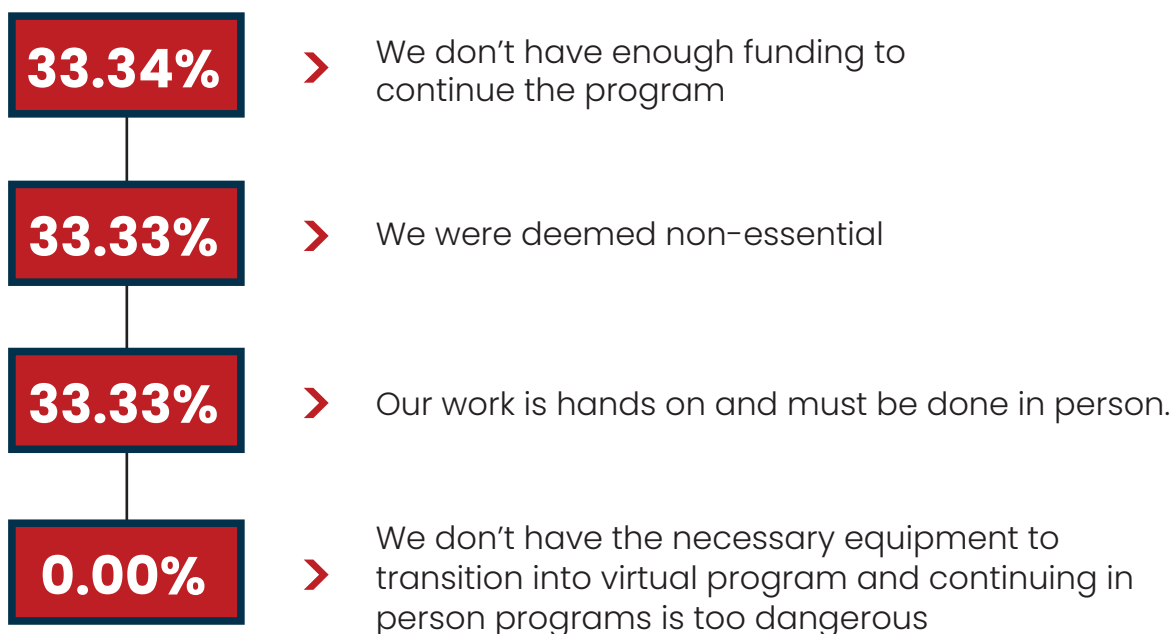 33.34%
We don’t have enough funding to
continue the program
33.33%
We were deemed non-essential
33.33%
Our work is hands on and must be done in person.
0.00%
We don’t have the necessary equipment to
transition into virtual program and continuing in
person programs is too dangerous